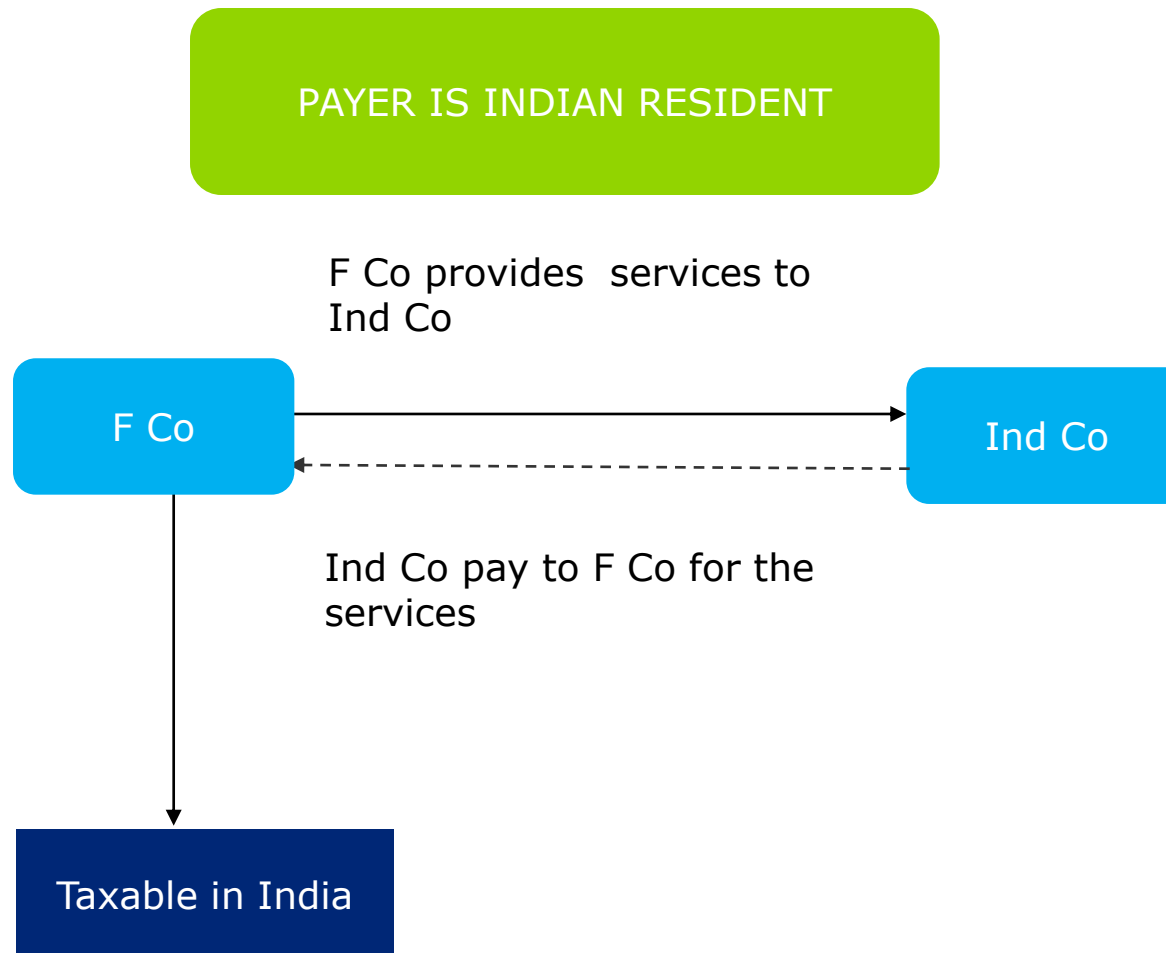 PAYER IS INDIAN RESIDENT
F Co provides  services to
Ind Co
F Co
Ind Co
Ind Co pay to F Co for the
services
Taxable in India